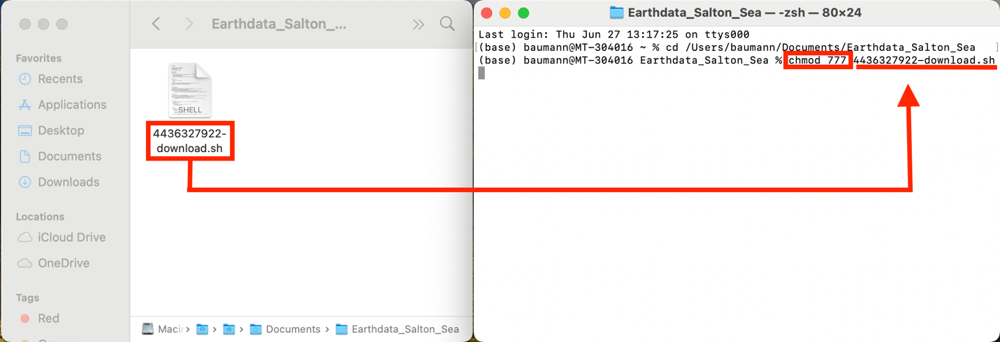 Earthdata_Salton_...
Favorites
Recents
Applications
Desktop
Documents
Downloads
Locations
iCloud Drive
OneDrive
Tags
Red
SHELL
4436327922-
download.sh
Documents
Earthdata_Salton_Sea
Earthdata_Salton_Sea — -zsh — 80×24
Last login: Thu Jun 27 13:17:25 on ttys000
[(base) baumann@MT-304016 ~ % cd /Users/baumann/Documents/Earthdata_Salton_Sea ]
(base) baumann@MT-304016 Earthdata_Salton_Sea % chmod 777 4436327922-download.sh